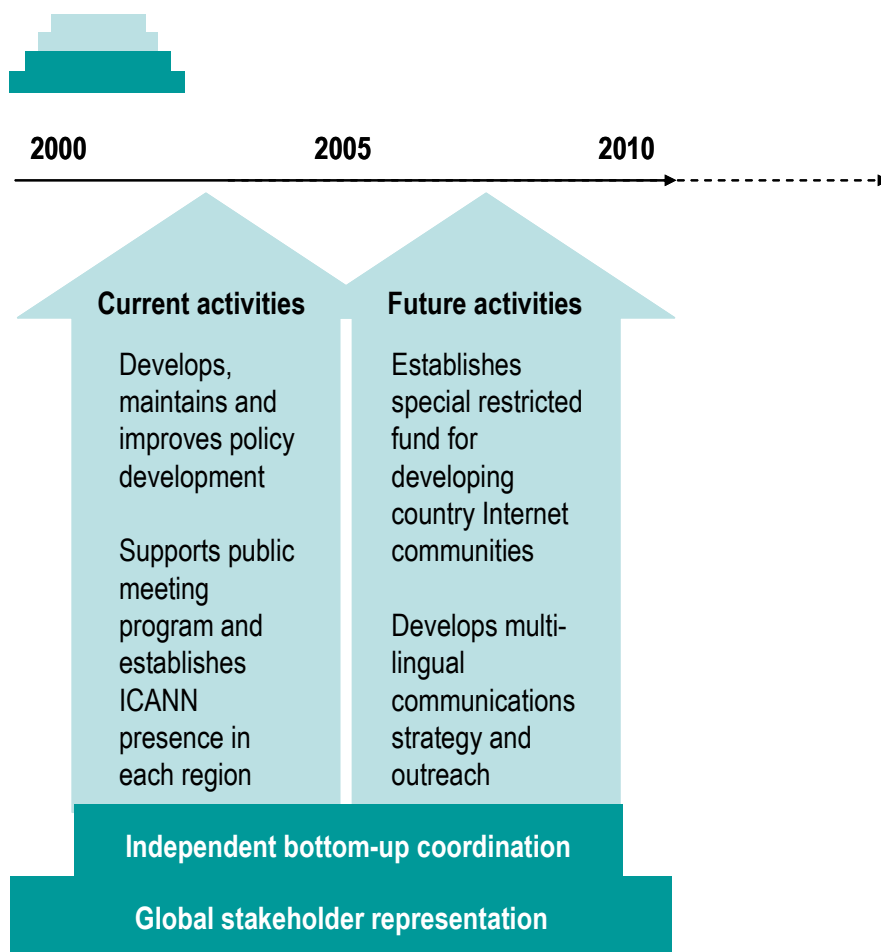 2000 2005 2010
Current activities
Develops,
maintains and
improves policy
development
Supports public
meeting
program and
establishes
ICANN
presence in
each region
Future activities
Establishes
special restricted
fund for
developing
country Internet
communities
Develops multi-
lingual
communications
strategy and
outreach
Independent bottom-up coordination
Global stakeholder representation